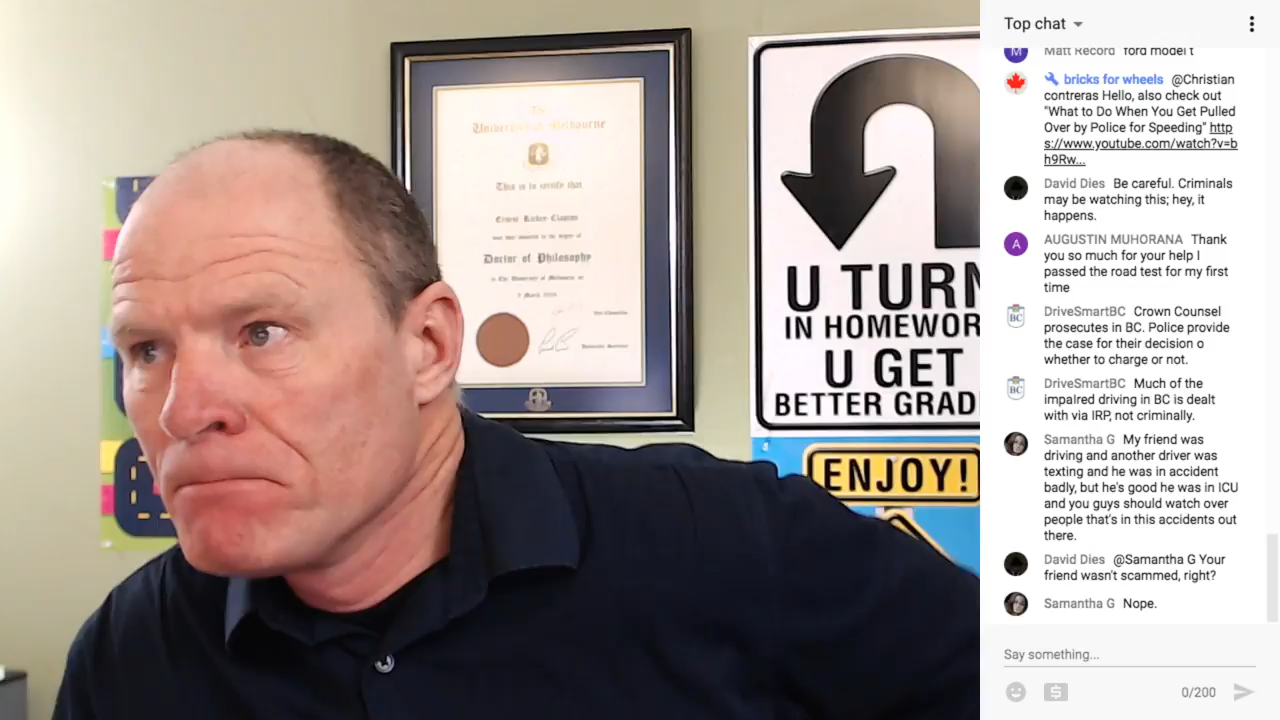 The
University of Melbourne
This is to certify that
Doctor of Philosophy
U TURN
IN HOMEWOR
U GET
BETTER GRAD
ENJOY!
Top chat
Matt Record ford model t
bricks for wheels @Christian
contreras Hello, also check out
"What to Do When You Get Pulled
Over by Police for Speeding" http
s://www.youtube.com/watch?v=b
h9Rw...
David Dies Be careful. Criminals
may be watching this; hey, it
happens.
A AUGUSTIN MUHORANA Thank
you so much for your help I
passed the road test for my first
time
BC DriveSmartBC Crown Counsel
prosecutes in BC. Police provide
the case for their decision o
whether to charge or not.
BC DriveSmartBC Much of the
impaired driving in BC is dealt
with via IRP, not criminally.
Samantha G My friend was
driving and another driver was
texting and he was in accident
badly, but he's good he was in ICU
and you guys should watch over
people that's in this accidents out
there.
David Dies @Samantha G Your
friend wasn't scammed, right?
Samantha G Nope.
Say something...
0/200